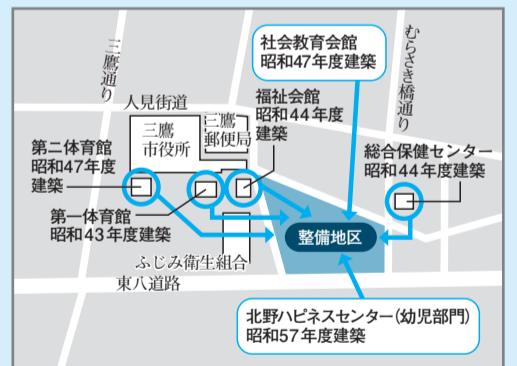 社会教育会館
昭和47年度建築
三鷹通り
むらさき橋通り
人見街道
三鷹
市役所
三鷹
郵便局
福祉会館
昭和44年度
建築
第二体育館
昭和47年度
建築
総合保健センター
昭和44年度建築
第一体育館
昭和43年度建築
整備地区
ふじみ衛生組合
東八道路
北野ハピネスセンター(幼児部門)
昭和57年度建築